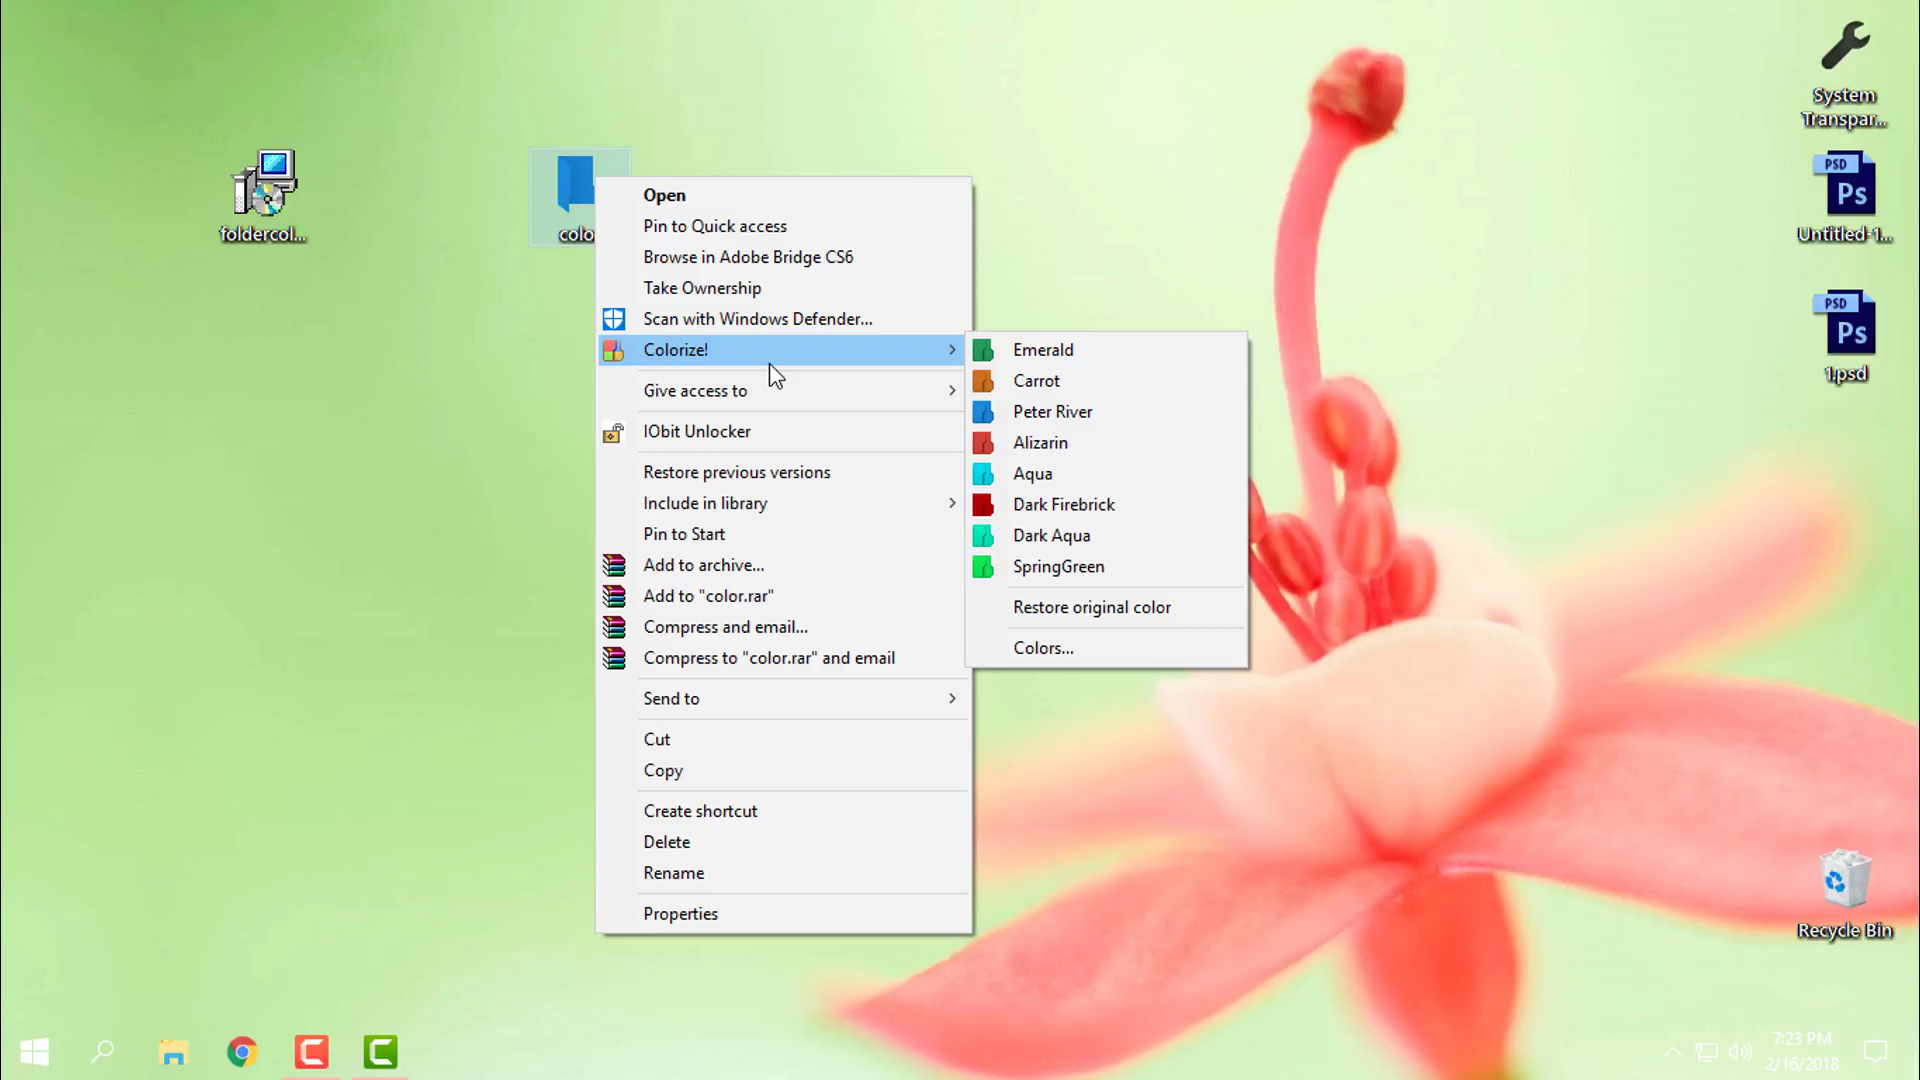 foldercol...
colo
Open
Pin to Quick access
Browse in Adobe Bridge CS6
Take Ownership
Scan with Windows Defender...
Colorize!
Give access to
IObit Unlocker
Restore previous versions
Include in library
Pin to Start
Add to archive...
Add to "color.rar"
Compress and email...
Compress to "color.rar" and email
Send to
Cut
Copy
Create shortcut
Delete
Rename
Properties
Emerald
Carrot
Peter River
Alizarin
Aqua
Dark Firebrick
Dark Aqua
SpringGreen
Restore original color
Colors...
System
Transpar...
PSD
Ps
Untitled-1...
PSD
Ps
1.psd
Recycle Bin
7:23 PM
2/16/2018